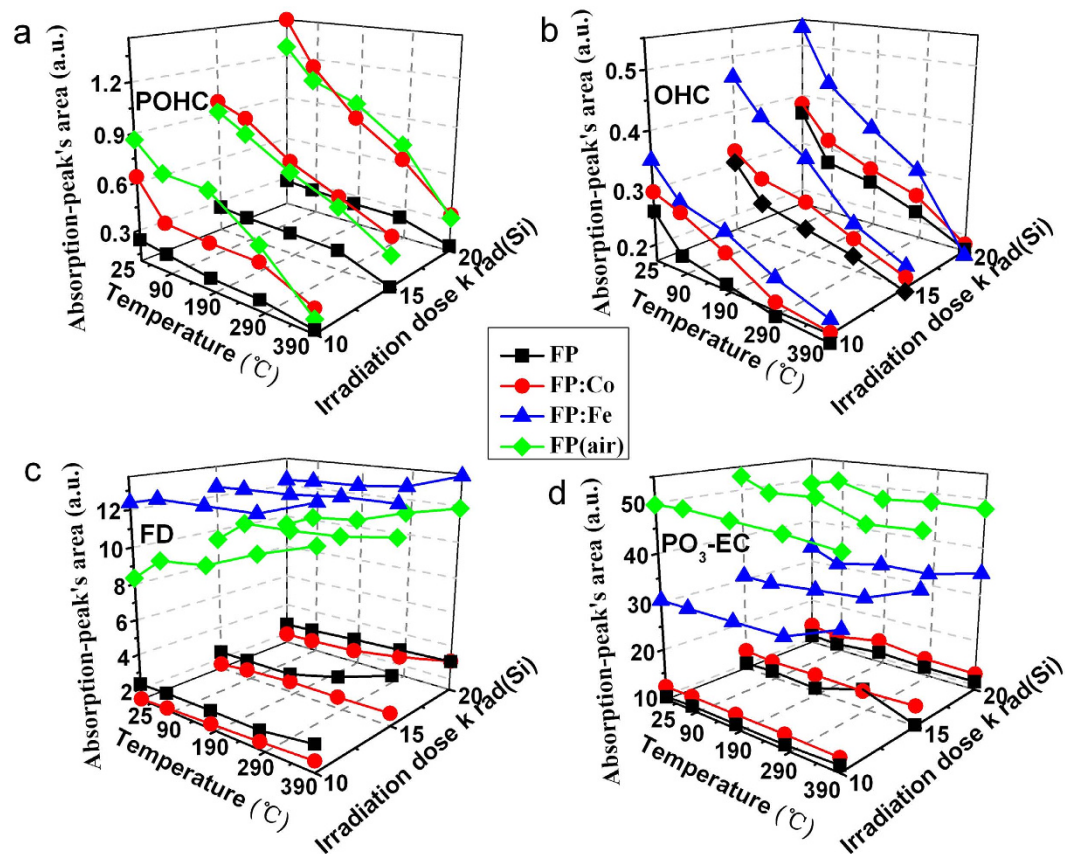 a
Absorption-peak's area (a.u.)
1.2
0.9
0.6
0.3
POHC
25
90
190
290
390
Temperature (℃)
10
15
20
Irradiation dose k rad(Si)
b
Absorption-peak's area (a.u.)
0.5
0.4
0.3
0.2
OHC
25
90
190
290
390
Temperature (℃)
10
15
20
Irradiation dose k rad(Si)
FP
FP:Co
FP:Fe
FP(air)
c
Absorption-peak's area (a.u.)
12
10
8
6
4
2
FD
25
90
190
290
390
Temperature (℃)
10
15
20
Irradiation dose k rad(Si)
d
Absorption-peak's area (a.u.)
50
40
30
20
10
PO₃-EC
25
90
190
290
390
Temperature (℃)
10
15
20
Irradiation dose k rad(Si)